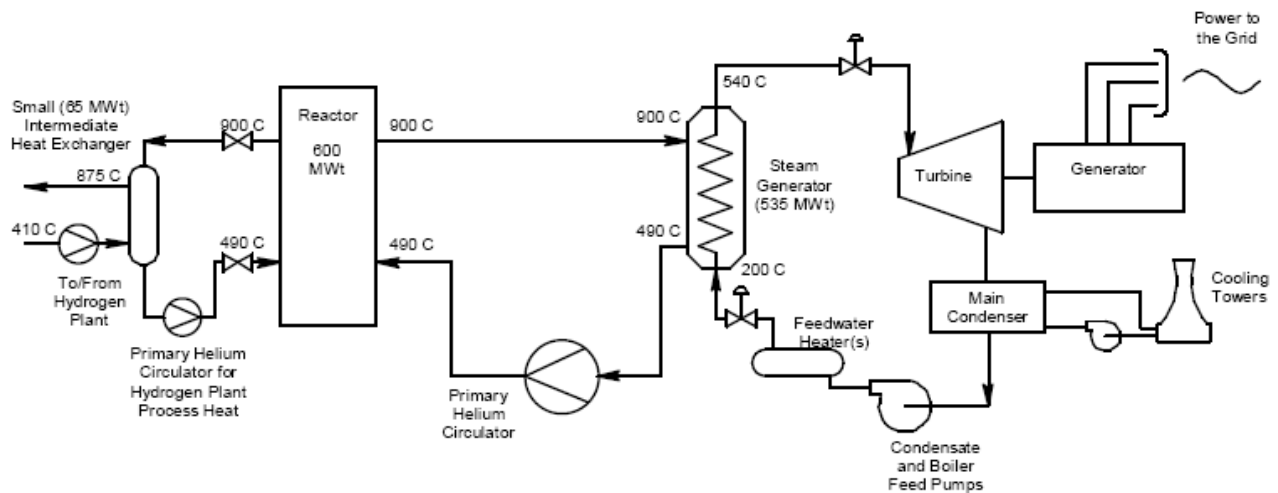 Power to
the Grid
540 C
Small (65 MWt)
Intermediate
Heat Exchanger
900 C
Reactor
600
MWt
900 C
900 C
Steam
Generator
(535 MWt)
Turbine
Generator
875 C
410 C
490 C
490 C
490 C
200 C
To/From
Hydrogen
Plant
Primary Helium
Circulator for
Hydrogen Plant
Process Heat
Primary
Helium
Circulator
Feedwater
Heater(s)
Main
Condenser
Cooling
Towers
Condensate
and Boiler
Feed Pumps